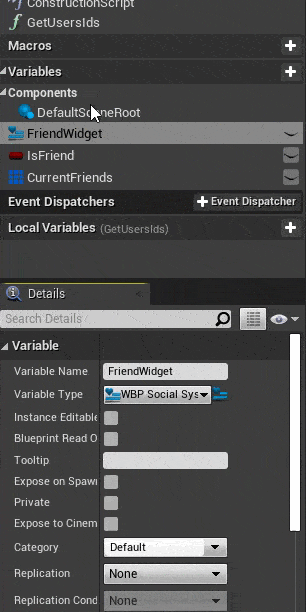 ConstructionScript
GetUsersIds
Macros
Variables
Components
DefaultSceneRoot
FriendWidget
IsFriend
CurrentFriends
Event Dispatchers
Event Dispatcher
Local Variables (GetUsersIds)
Details
Search Details
Variable
Variable Name FriendWidget
Variable Type WBP Social Sys
Instance Editable
Blueprint Read O
Tooltip
Expose on Spawn
Private
Expose to Cinem
Category Default
Replication None
Replication Cond None